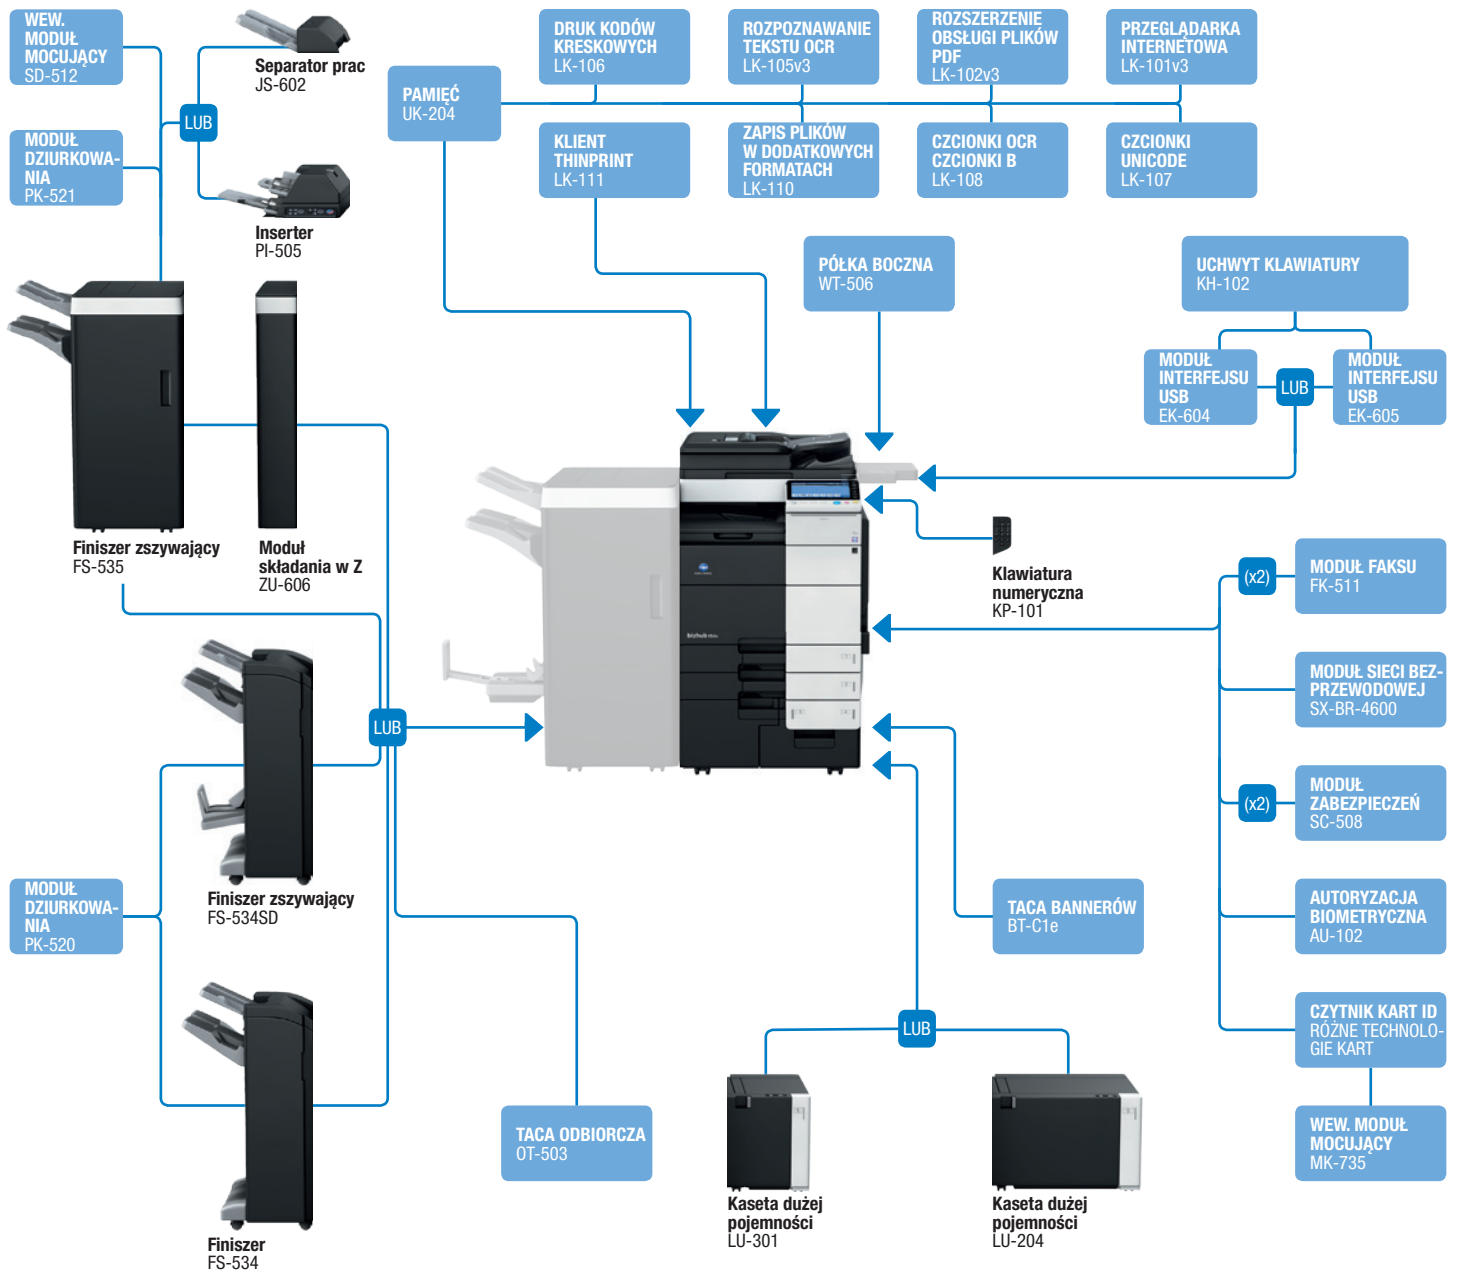 WEW.
MODUŁ
MOCUJĄCY
SD-512
Separator prac
JS-602
LUB
MODUŁ
DZIURKOWA-
NIA
PK-521
Inserter
PI-505
PAMIĘĆ
UK-204
DRUK KODÓW
KRESKOWYCH
LK-106
ROZPOZNAWANIE
TEKSTU OCR
LK-105v3
ROZSZERZENIE
OBSŁUGI PLIKÓW
PDF
LK-102v3
PRZEGLĄDARKA
INTERNETOWA
LK-101v3
KLIENT
THINPRINT
LK-111
ZAPIS PLIKÓW
W DODATKOWYCH
FORMATACH
LK-110
CZCIONKI OCR
CZCIONKI B
LK-108
CZCIONKI
UNICODE
LK-107
PÓŁKA BOCZNA
WT-506
UCHWYT KLAWIATURY
KH-102
MODUŁ
INTERFEJSU
USB
EK-604
LUB
MODUŁ
INTERFEJSU
USB
EK-605
Finiszer zszywający
FS-535
Moduł
składania w Z
ZU-606
Klawiatura
numeryczna
KP-101
bizhub
(x2)
MODUŁ FAKSU
FK-511
MODUŁ SIECI BEZ-
PRZEWODOWEJ
SX-BR-4600
(x2)
MODUŁ
ZABEZPIECZEŃ
SC-508
AUTORYZACJA
BIOMETRYCZNA
AU-102
CZYTNIK KART ID
RÓŻNE TECHNOLO-
GIE KART
WEW. MODUŁ
MOCUJĄCY
MK-735
LUB
Finiszer zszywający
FS-534SD
MODUŁ
DZIURKOWA-
NIA
PK-520
Finiszer
FS-534
TACA ODBIORCZA
OT-503
TACA BANNERÓW
BT-C1e
LUB
Kaseta dużej
pojemności
LU-301
Kaseta dużej
pojemności
LU-204